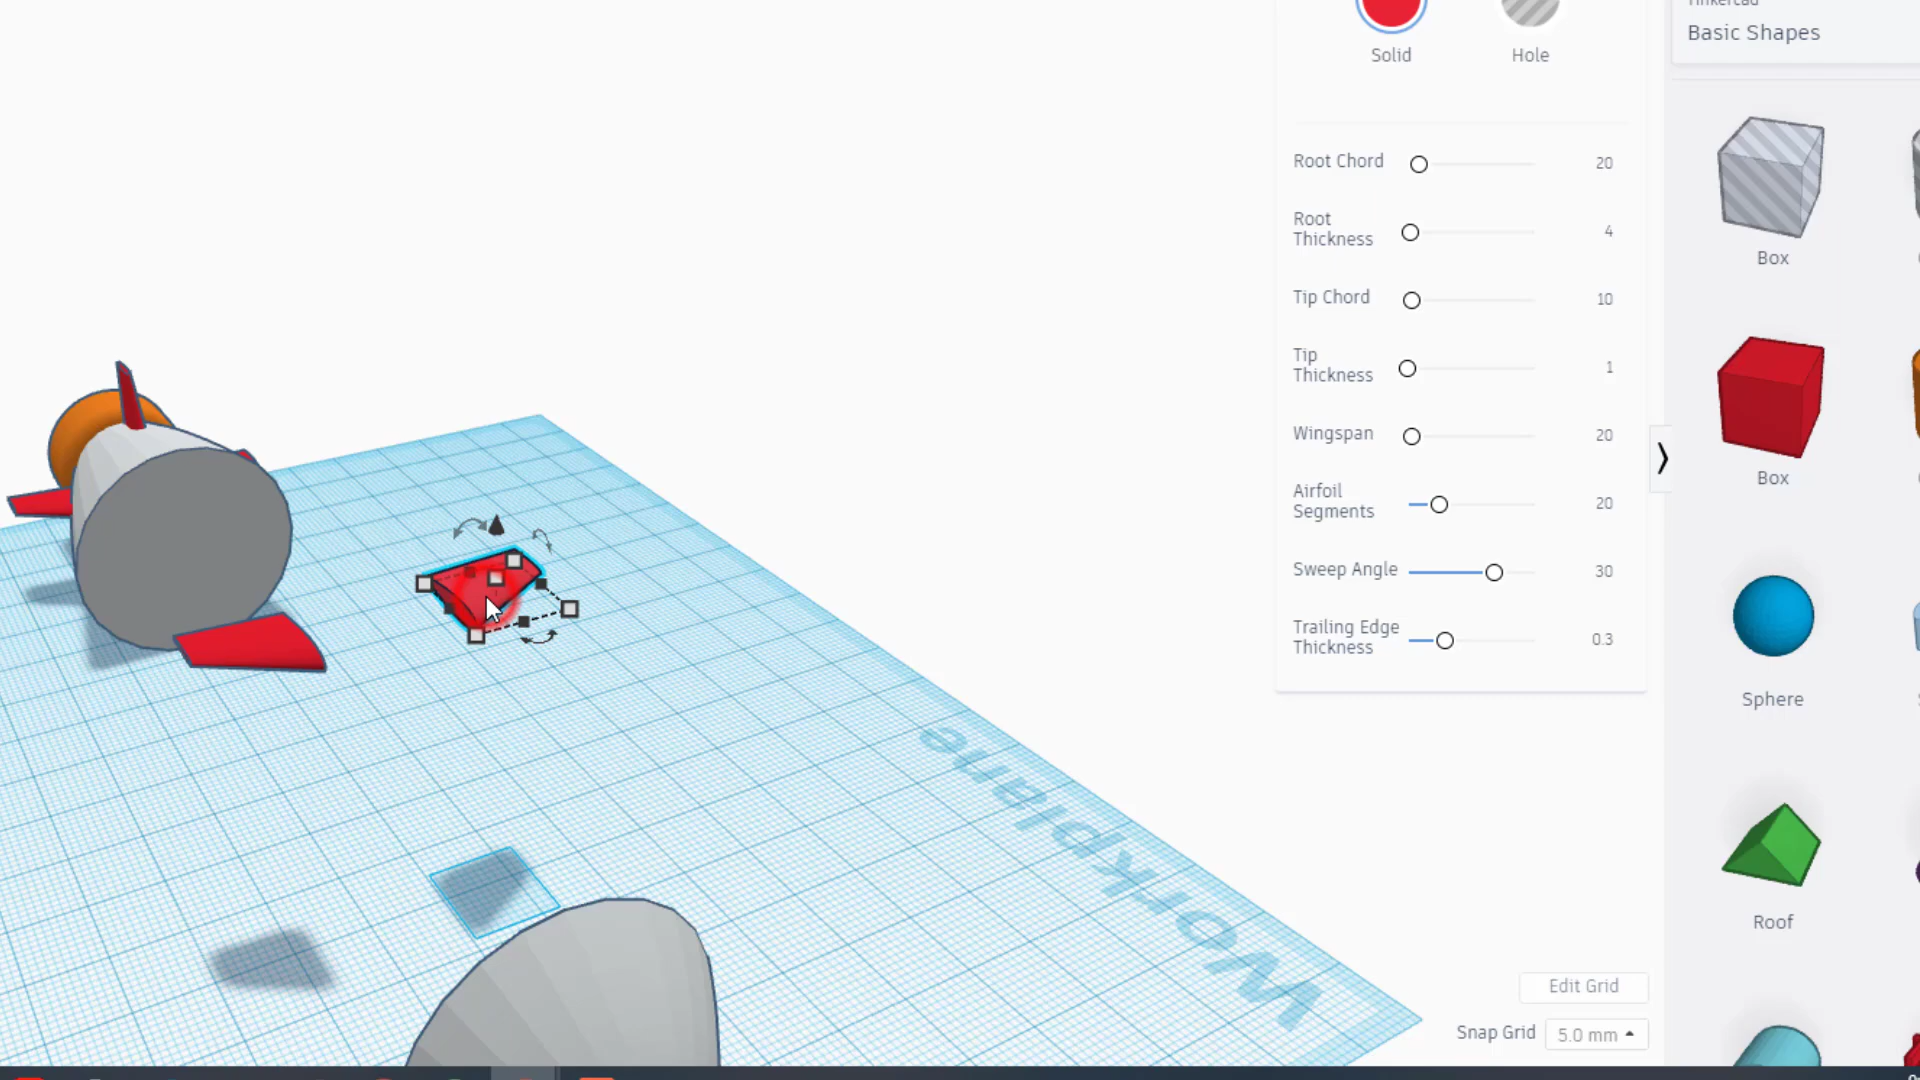 Tinkercad
Basic Shapes
Solid
Hole
Root Chord
20
Root
Thickness
4
Tip Chord
10
Tip
Thickness
1
Wingspan
20
Airfoil
Segments
20
Sweep Angle
30
Trailing Edge
Thickness
0.3
Box
Box
Sphere
Roof
Workplane
Edit Grid
Snap Grid
5.0 mm